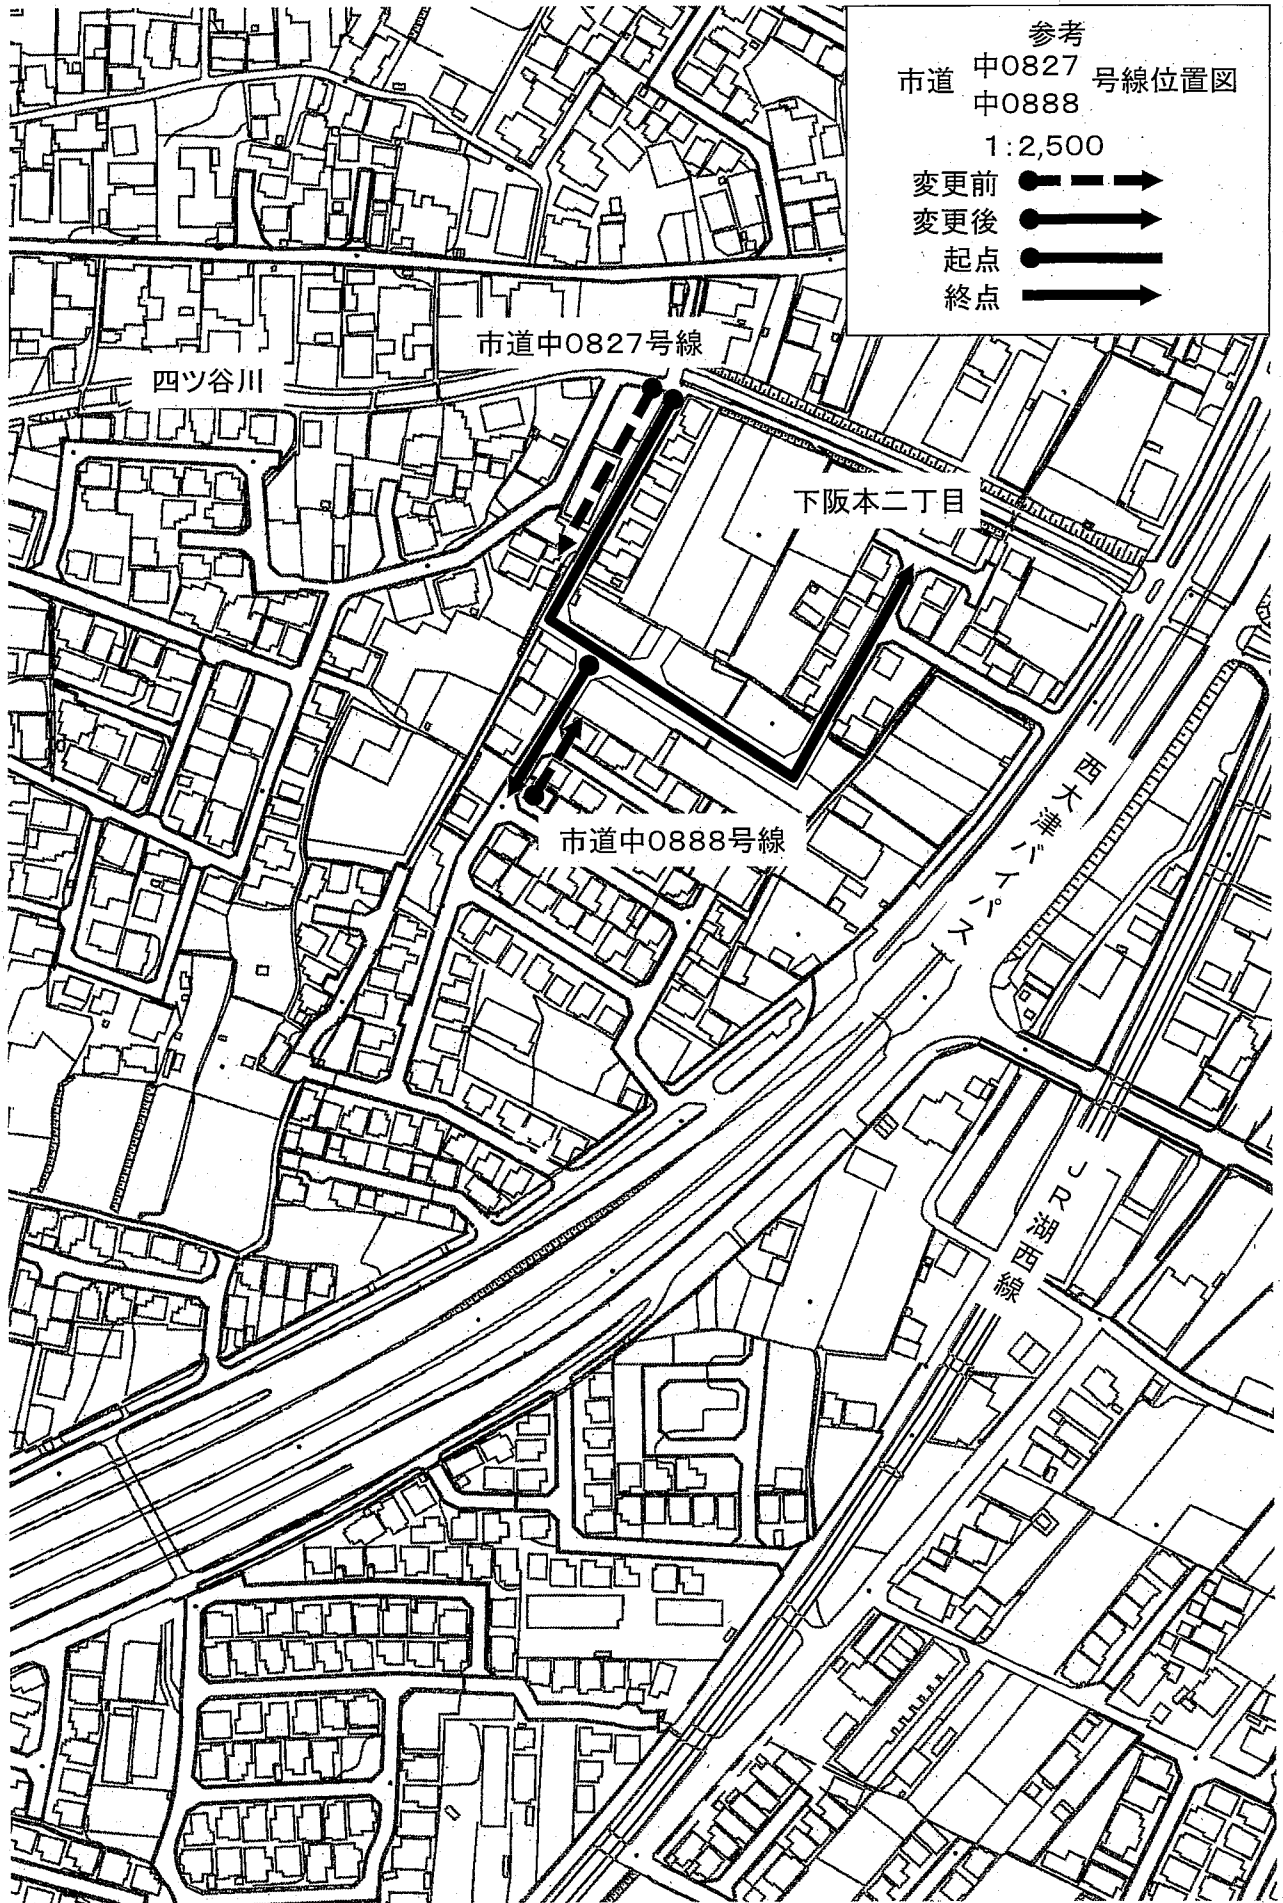 参考
市道 中0827 号線位置図
中0888
1:2,500
変更前
変更後
起点
終点
市道中0827号線
四ツ谷川
下阪本二丁目
市道中0888号線
西大津バイパス
JR湖西線